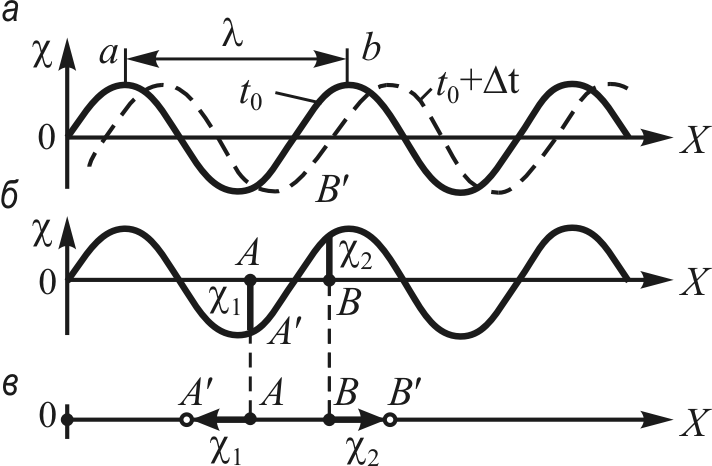 а
χ a λ b
t₀ t₀+Δt
0 X
B′
б
χ A χ₂
0 X
χ₁ B
A′
в
A′ A B B′
0 X
χ₁ χ₂